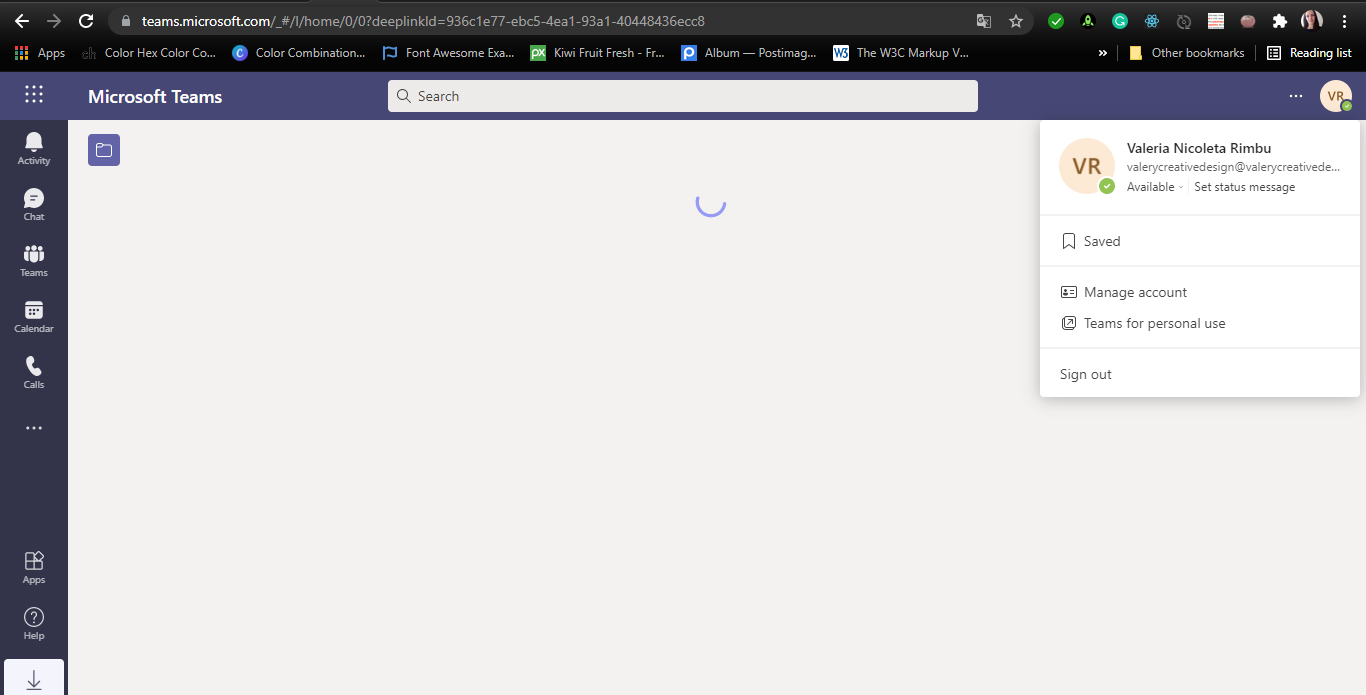 teams.microsoft.com/_#/l/home/0/0?deeplinkId=936c1e77-ebc5-4ea1-93a1-40448436ecc8
Apps
ch
Color Hex Color Co...
C
Color Combination...
Font Awesome Exa...
px
Kiwi Fruit Fresh - Fr...
P
Album — Postimag...
W3
The W3C Markup V...
»
Other bookmarks
Reading list
Microsoft Teams
Search
VR
Activity
Chat
Teams
Calendar
Calls
Apps
Help
VR
Valeria Nicoleta Rimbu
valerycreativedesign@valerycreativede...
Available
Set status message
Saved
Manage account
Teams for personal use
Sign out